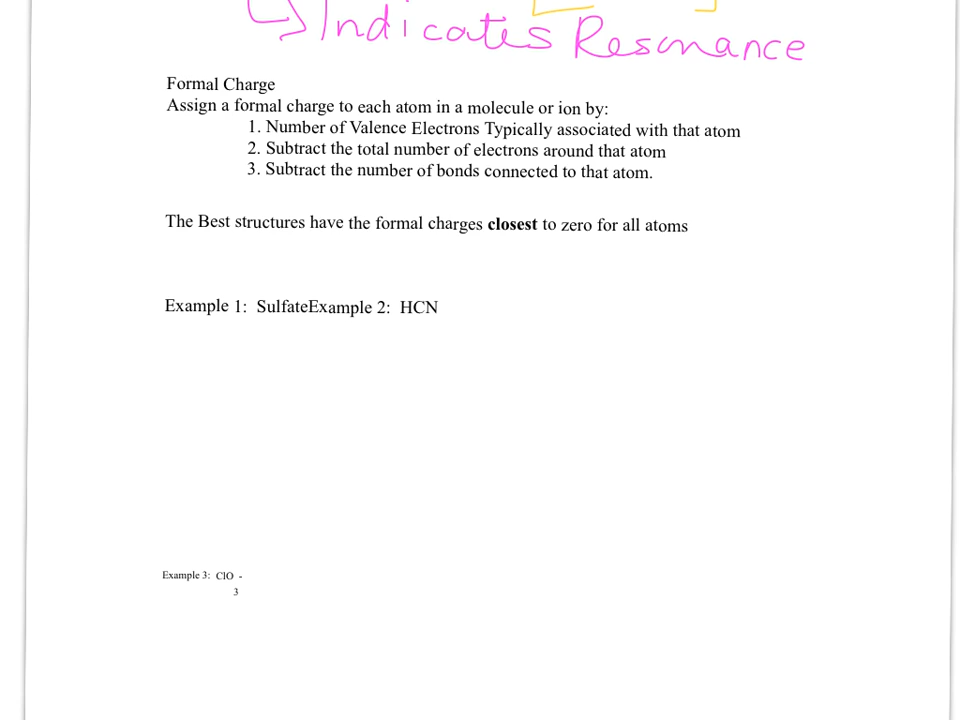 Indicates Resonance
Formal Charge
Assign a formal charge to each atom in a molecule or ion by:
1. Number of Valence Electrons Typically associated with that atom
2. Subtract the total number of electrons around that atom
3. Subtract the number of bonds connected to that atom.
The Best structures have the formal charges closest to zero for all atoms
Example 1: SulfateExample 2: HCN
Example 3: ClO -
3